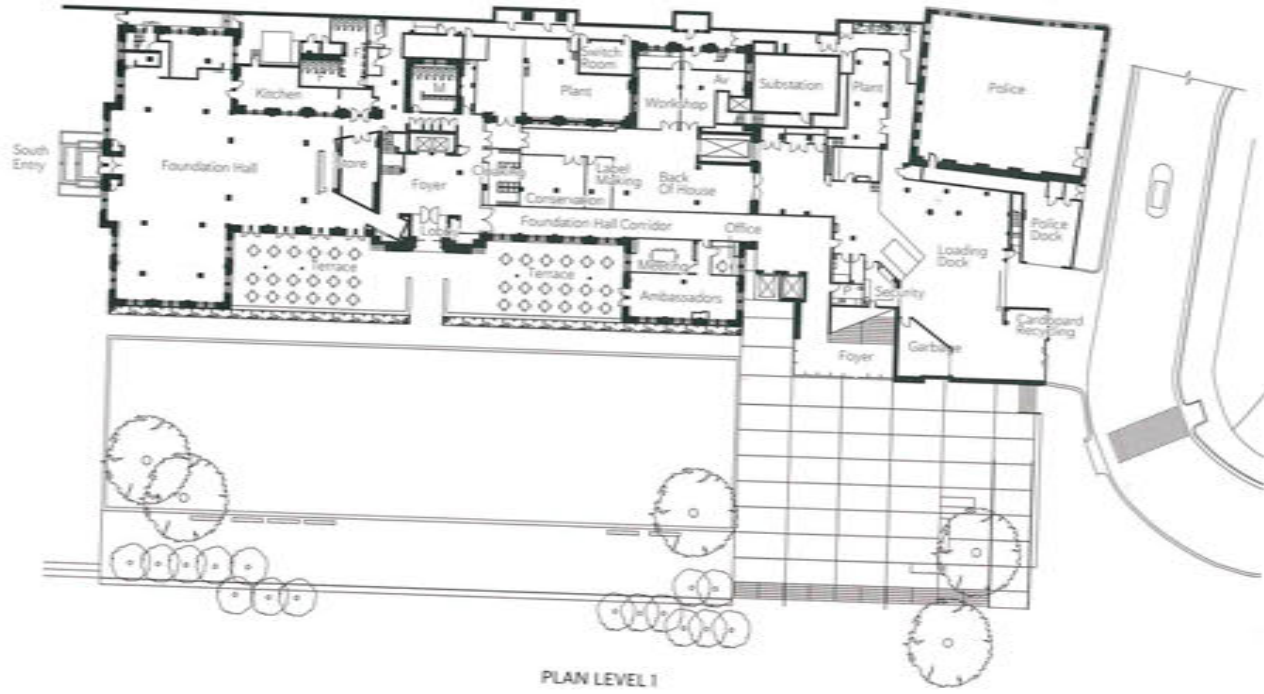 Switch
Room
F
F
M
Kitchen
Plant
Av
Workshop
Substation
Plant
Police
South
Entry
Foundation Hall
Store
Foyer
Cloaking
Label
Making
Conservation
Back
Of House
Foundation Hall Corridor
Office
Lobby
Terrace
Terrace
Meeting
Ambassadors
Police
Dock
Loading
Dock
P
Security
Cardboard
Recycling
Foyer
Garbage
PLAN LEVEL 1